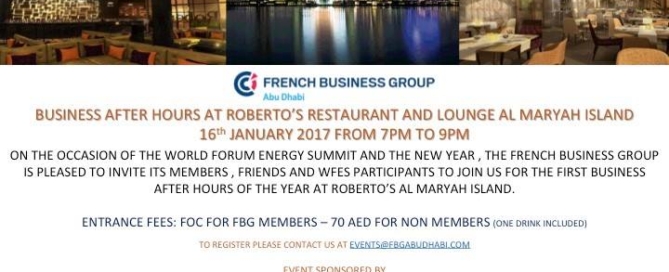 FRENCH BUSINESS GROUP
Abu Dhabi
BUSINESS AFTER HOURS AT ROBERTO'S RESTAURANT AND LOUNGE AL MARYAH ISLAND
16th JANUARY 2017 FROM 7PM TO 9PM
ON THE OCCASION OF THE WORLD FORUM ENERGY SUMMIT AND THE NEW YEAR , THE FRENCH BUSINESS GROUP
IS PLEASED TO INVITE ITS MEMBERS , FRIENDS AND WFES PARTICIPANTS TO JOIN US FOR THE FIRST BUSINESS
AFTER HOURS OF THE YEAR AT ROBERTO'S AL MARYAH ISLAND.
ENTRANCE FEES: FOC FOR FBG MEMBERS – 70 AED FOR NON MEMBERS (ONE DRINK INCLUDED)
TO REGISTER PLEASE CONTACT US AT EVENTS@FBGABUDHABI.COM
EVENT SPONSORED BY